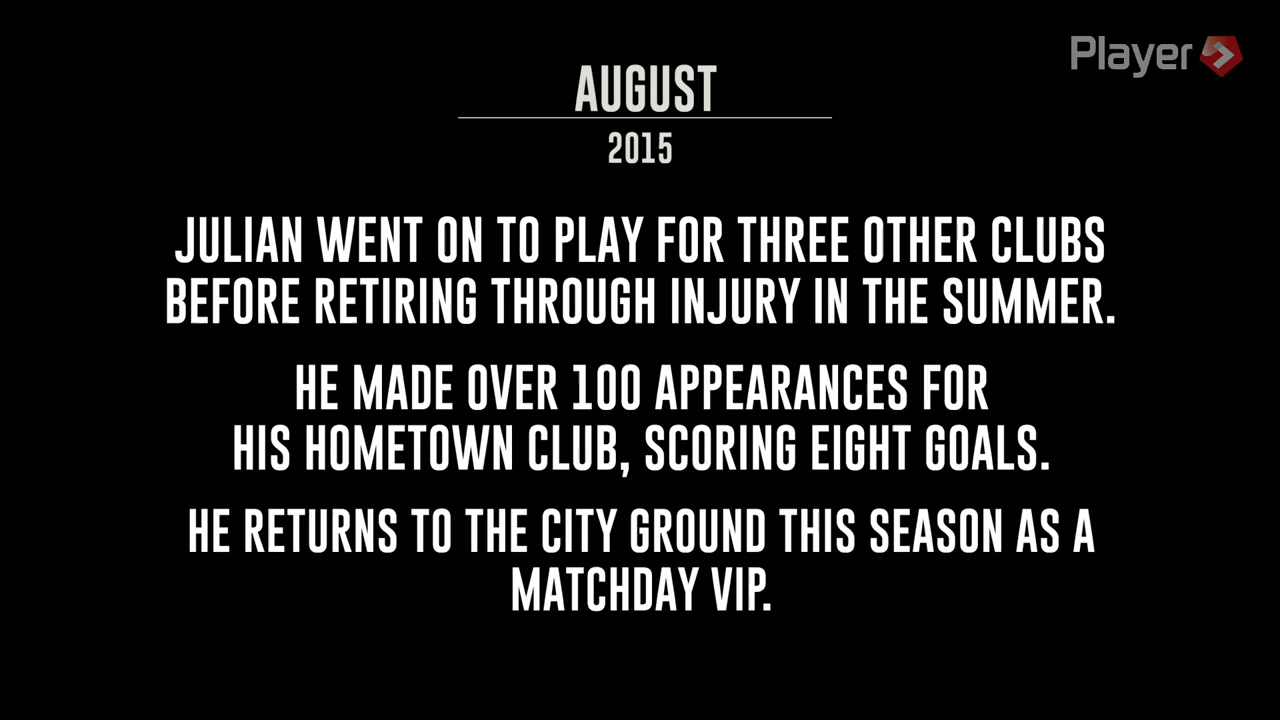 Player
AUGUST
2015
JULIAN WENT ON TO PLAY FOR THREE OTHER CLUBS
BEFORE RETIRING THROUGH INJURY IN THE SUMMER.
HE MADE OVER 100 APPEARANCES FOR
HIS HOMETOWN CLUB, SCORING EIGHT GOALS.
HE RETURNS TO THE CITY GROUND THIS SEASON AS A
MATCHDAY VIP.